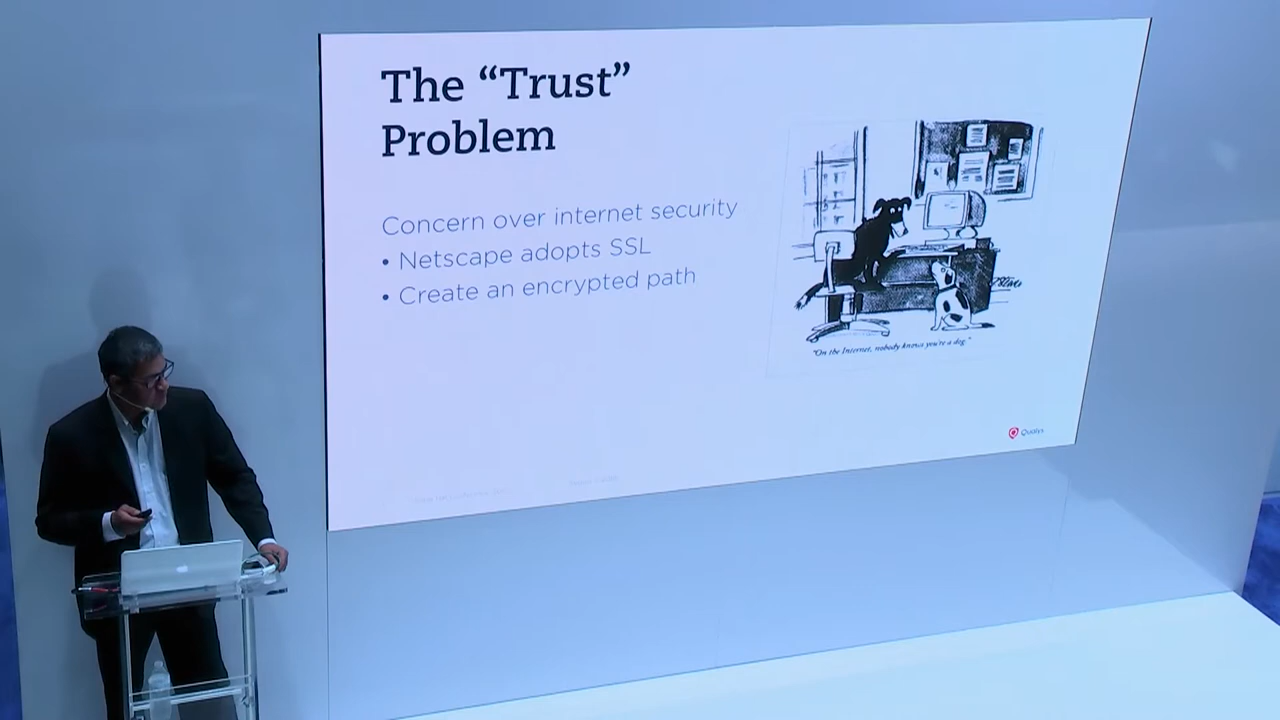 The “Trust”
Problem
Concern over internet security
• Netscape adopts SSL
• Create an encrypted path
"On the Internet, nobody knows you're a dog."
Qualys